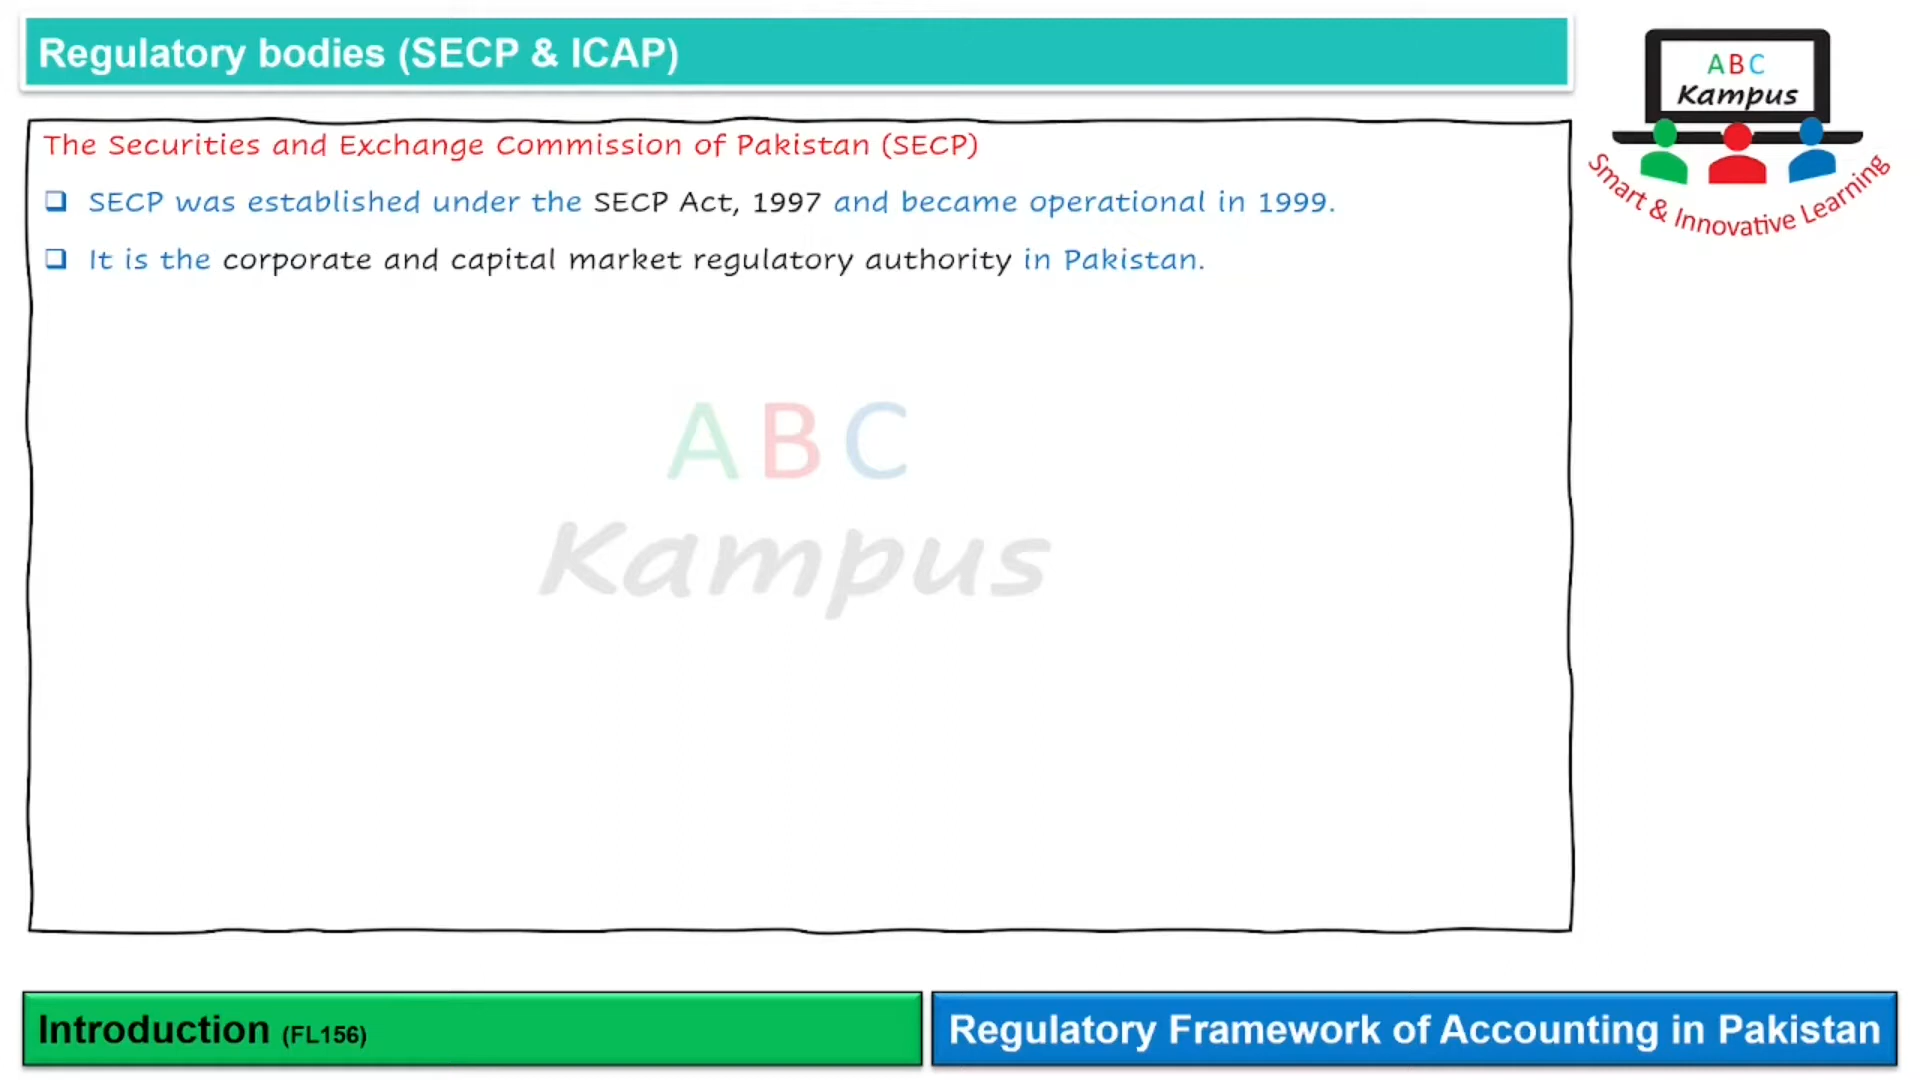 Regulatory bodies (SECP & ICAP)
ABC
Kampus
Smart & Innovative Learning
The Securities and Exchange Commission of Pakistan (SECP)
SECP was established under the SECP Act, 1997 and became operational in 1999.
It is the corporate and capital market regulatory authority in Pakistan.
ABC
Kampus
Introduction (FL156)
Regulatory Framework of Accounting in Pakistan